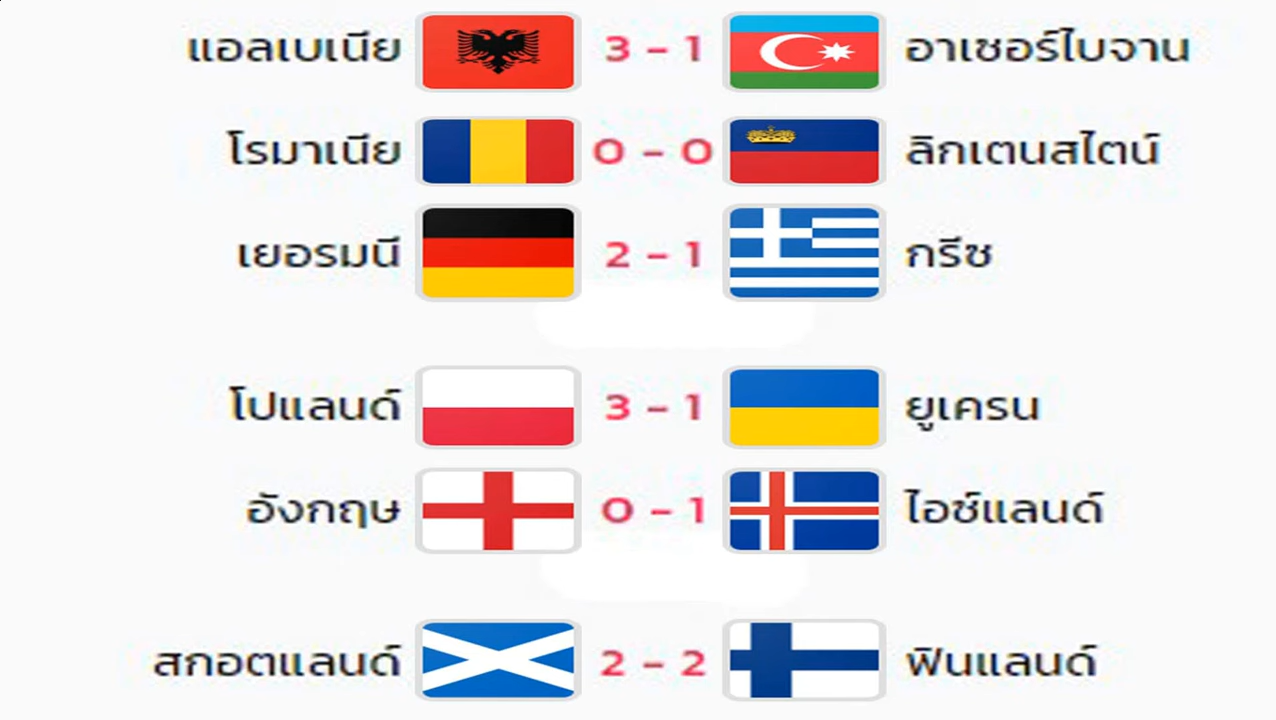 แอลเบเนีย 3 - 1 อาเซอร์ไบจาน
โรมาเนีย 0 - 0 ลิกเตนสไตน์
เยอรมนี 2 - 1 กรีซ
โปแลนด์ 3 - 1 ยูเครน
อังกฤษ 0 - 1 ไอซ์แลนด์
สกอตแลนด์ 2 - 2 ฟินแลนด์